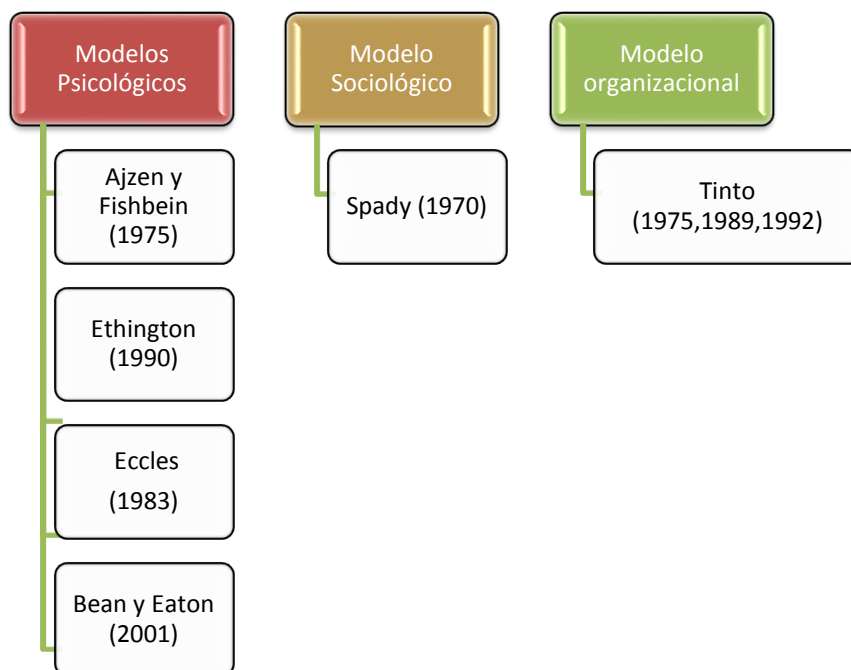 Modelos
Psicológicos
Ajzen y
Fishbein
(1975)
Ethington
(1990)
Eccles
(1983)
Bean y Eaton
(2001)
Modelo
Sociológico
Spady (1970)
Modelo
organizacional
Tinto
(1975,1989,1992)